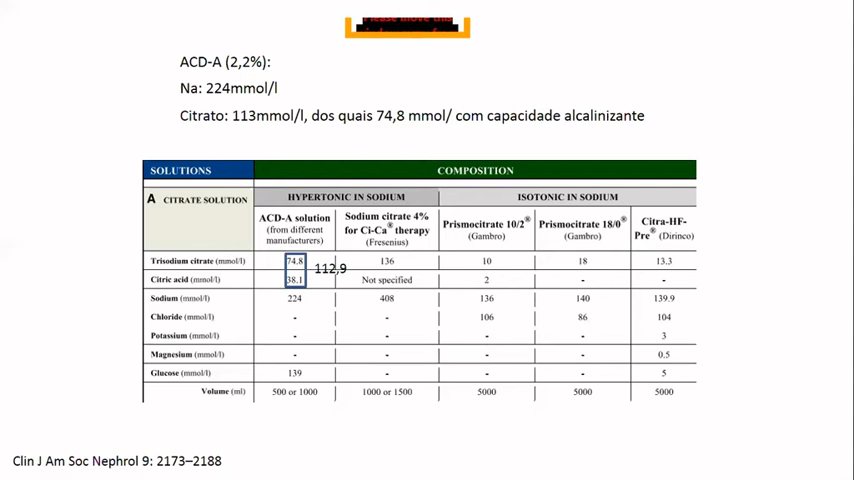 Please move this
ACD-A (2,2%):
Na: 224mmol/l
Citrato: 113mmol/l, dos quais 74,8 mmol/ com capacidade alcalinizante
SOLUTIONS COMPOSITION
A CITRATE SOLUTION HYPERTONIC IN SODIUM ISOTONIC IN SODIUM
ACD-A solution (from different manufacturers) Sodium citrate 4% for Ci-Ca® therapy (Fresenius) Prismocitrate 10/2® (Gambro) Prismocitrate 18/0® (Gambro) Citra-HF-Pre® (Dirinco)
Trisodium citrate (mmol/l) 74.8 136 10 18 13.3
112,9
Citric acid (mmol/l) 38.1 Not specified 2 - -
Sodium (mmol/l) 224 408 136 140 139.9
Chloride (mmol/l) - - 106 86 104
Potassium (mmol/l) - - - - 3
Magnesium (mmol/l) - - - - 0.5
Glucose (mmol/l) 139 - - - 5
Volume (ml) 500 or 1000 1000 or 1500 5000 5000 5000
Clin J Am Soc Nephrol 9: 2173–2188